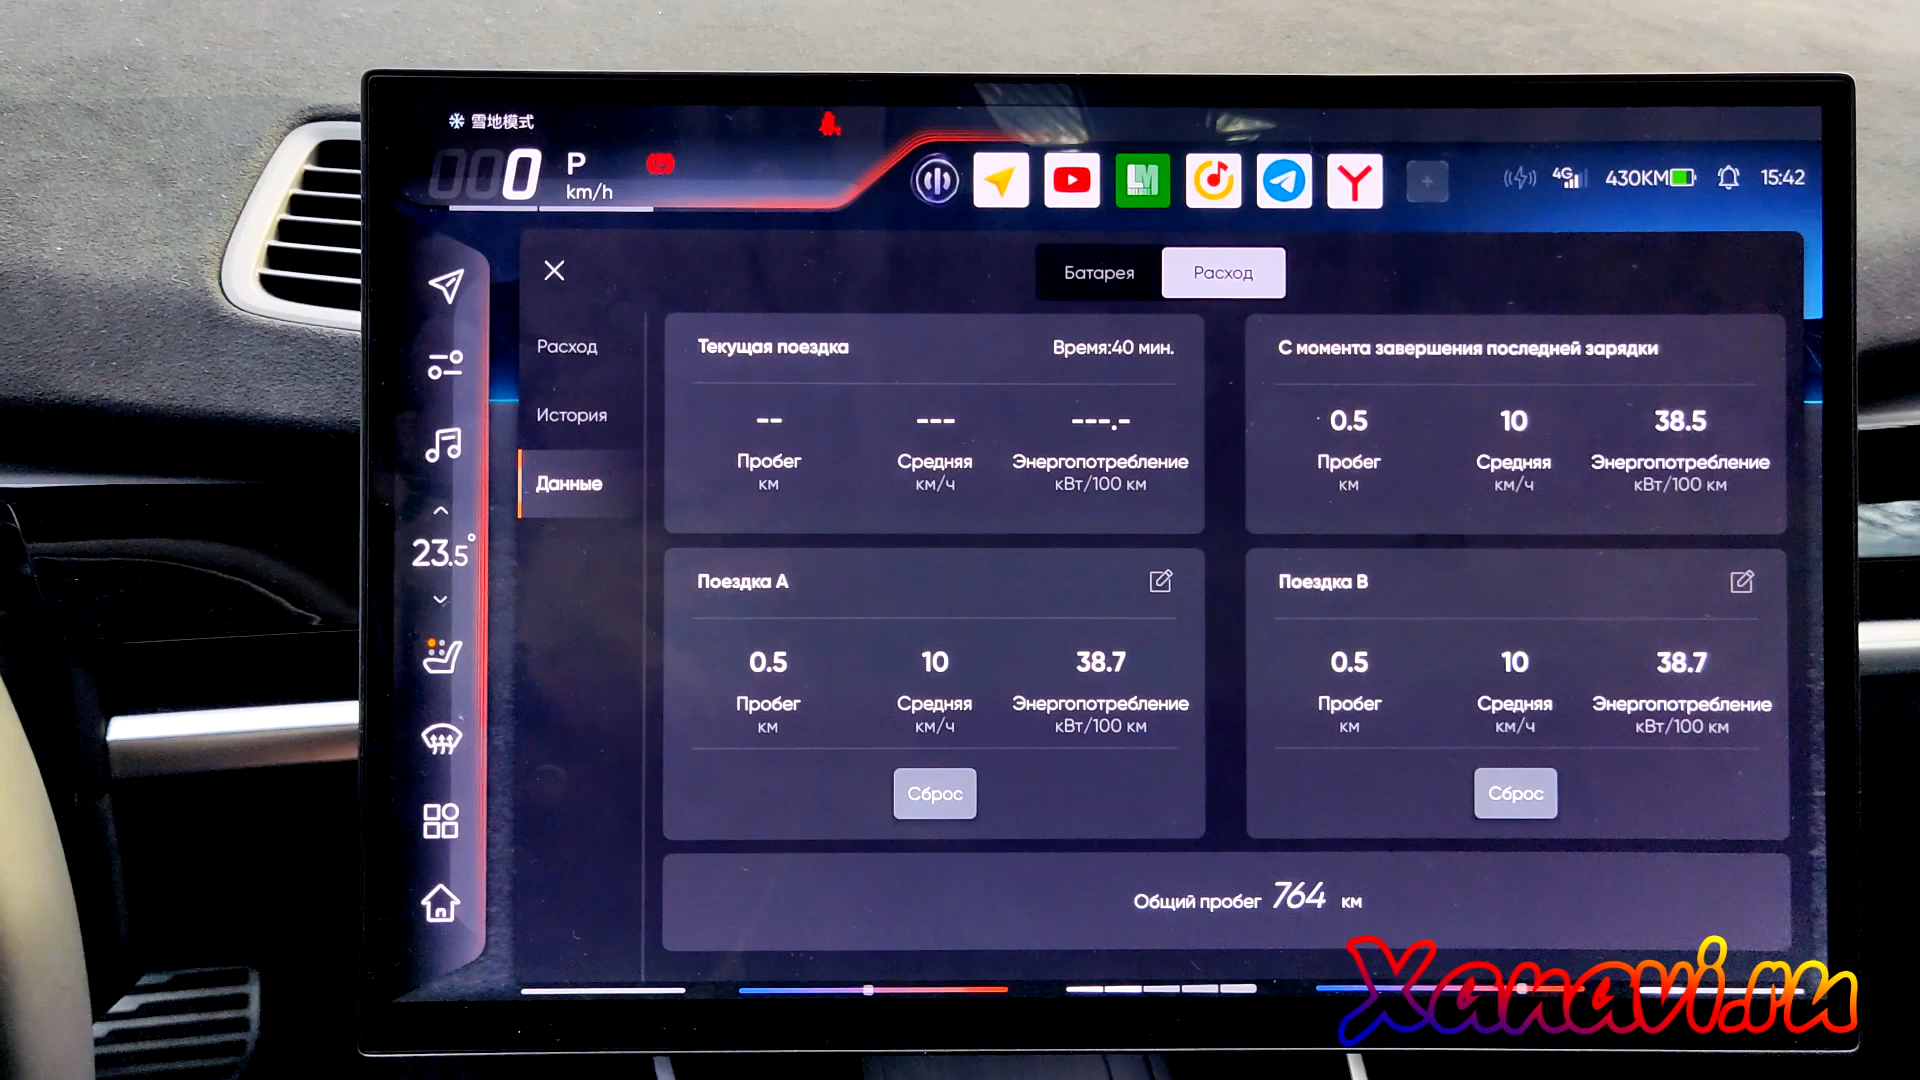 雪地模式
000 P
km/h
LM
4G 430KM 15:42
Батарея Расход
Расход
История
Данные
23.5°
Текущая поездка Время:40 мин.
-- --- ---.-
Пробег Средняя Энергопотребление
км км/ч кВт/100 км
С момента завершения последней зарядки
0.5 10 38.5
Пробег Средняя Энергопотребление
км км/ч кВт/100 км
Поездка A
0.5 10 38.7
Пробег Средняя Энергопотребление
км км/ч кВт/100 км
Сброс
Поездка B
0.5 10 38.7
Пробег Средняя Энергопотребление
км км/ч кВт/100 км
Сброс
Общий пробег 764 км
Xanavi.ru